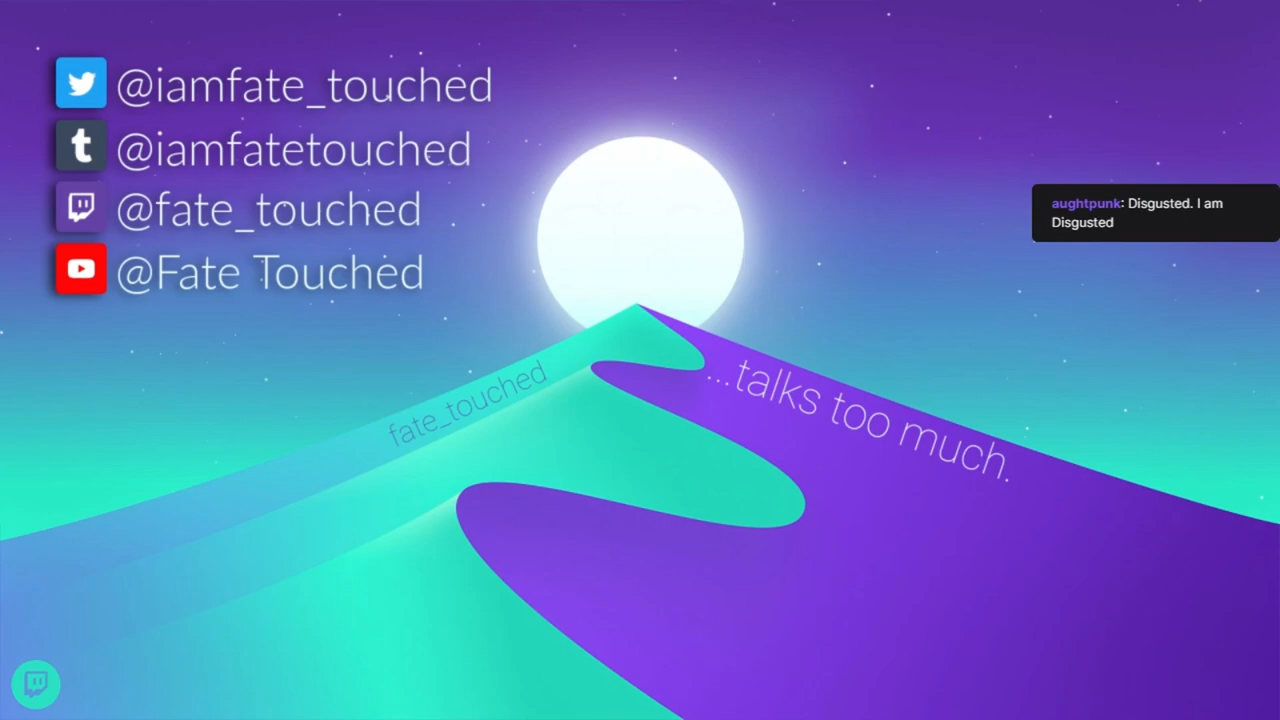 @iamfate_touched
@iamfatetouched
@fate_touched
@Fate Touched
aughtpunk: Disgusted. I am
Disgusted
fate_touched
...talks too much.